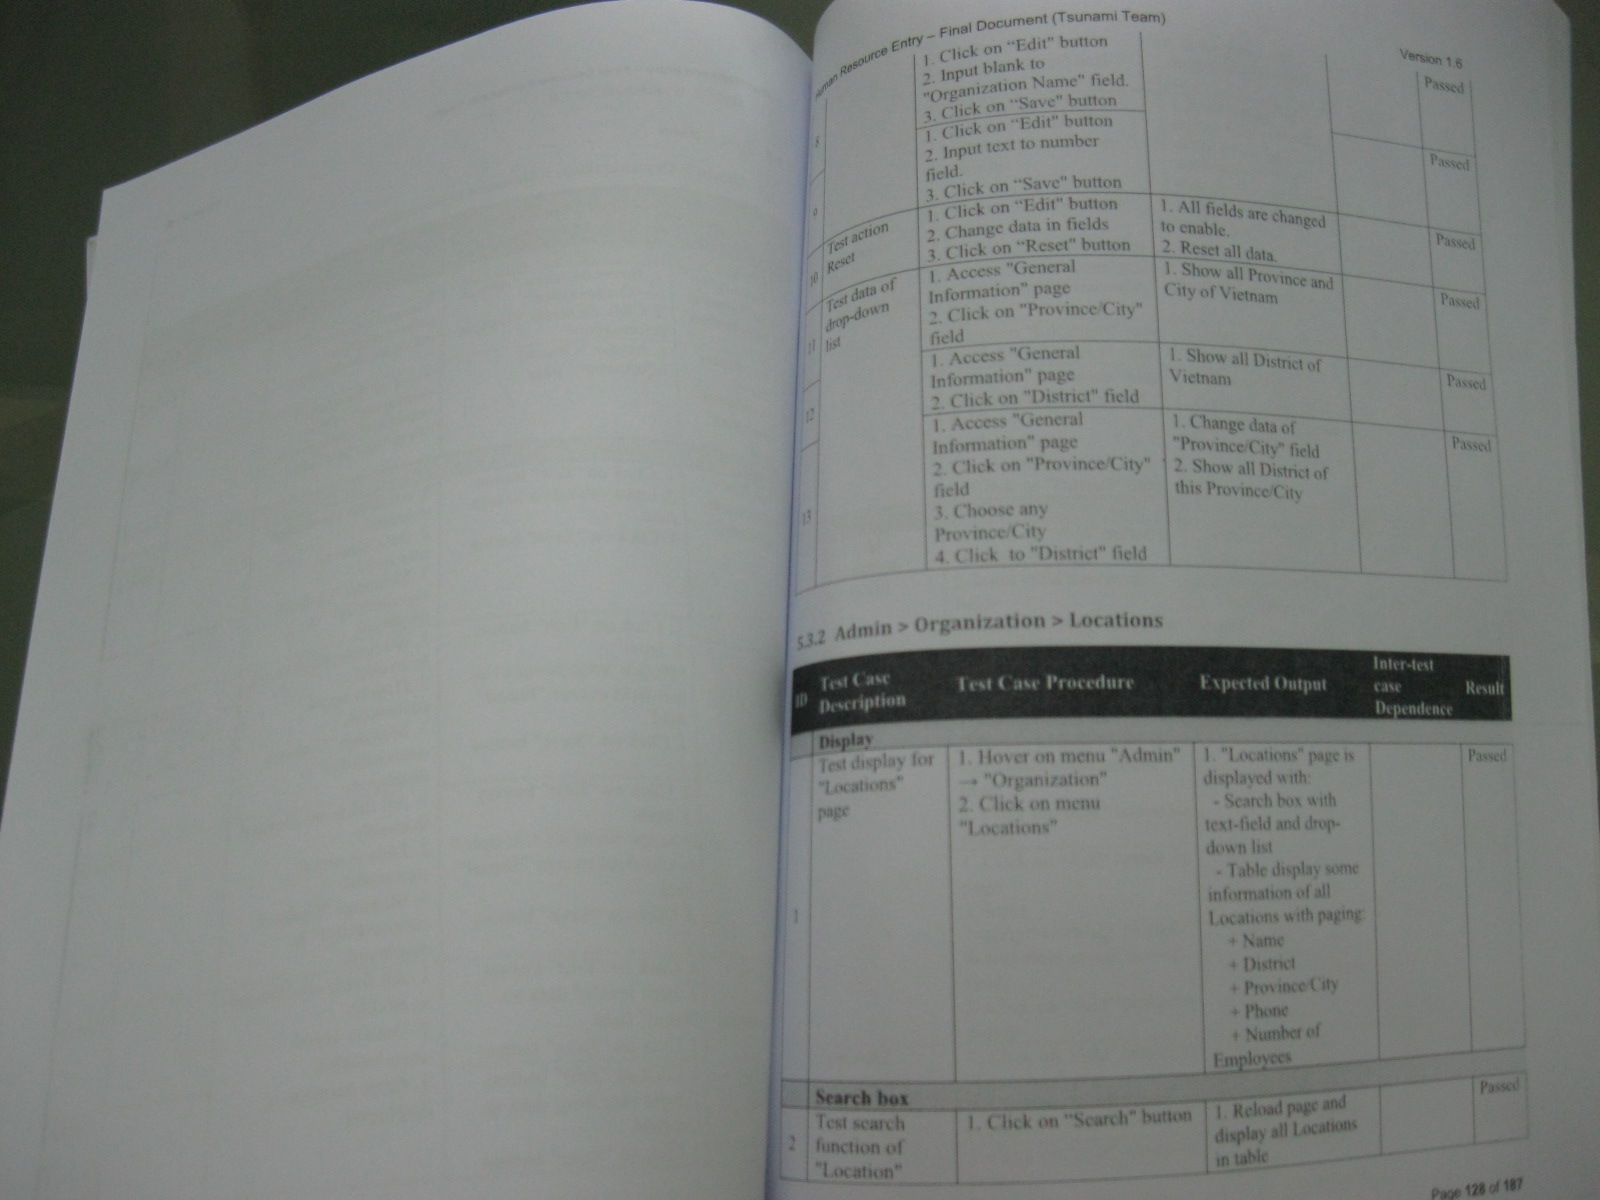 Human Resource Entry – Final Document (Tsunami Team)
Version 1.6
8
1. Click on "Edit" button
2. Input blank to
"Organization Name" field.
3. Click on "Save" button
Passed
9
1. Click on "Edit" button
2. Input text to number
field.
3. Click on "Save" button
Passed
10
Test action
Reset
1. Click on "Edit" button
2. Change data in fields
3. Click on "Reset" button
1. All fields are changed
to enable.
2. Reset all data.
Passed
11
Test data of
drop-down
list
1. Access "General
Information" page
2. Click on "Province/City"
field
1. Show all Province and
City of Vietnam
Passed
12
1. Access "General
Information" page
2. Click on "District" field
1. Show all District of
Vietnam
Passed
13
1. Access "General
Information" page
2. Click on "Province/City"
field
3. Choose any
Province/City
4. Click to "District" field
1. Change data of
"Province/City" field
2. Show all District of
this Province/City
Passed
5.3.2 Admin > Organization > Locations
ID
Test Case
Description
Test Case Procedure
Expected Output
Inter-test
case
Dependence
Result
Display
1
Test display for
"Locations"
page
1. Hover on menu "Admin"
→ "Organization"
2. Click on menu
"Locations"
1. "Locations" page is
displayed with:
- Search box with
text-field and drop-
down list
- Table display some
information of all
Locations with paging:
+ Name
+ District
+ Province/City
+ Phone
+ Number of
Employees
Passed
Search box
2
Test search
function of
"Location"
1. Click on "Search" button
1. Reload page and
display all Locations
in table
Passed
Page 128 of 187